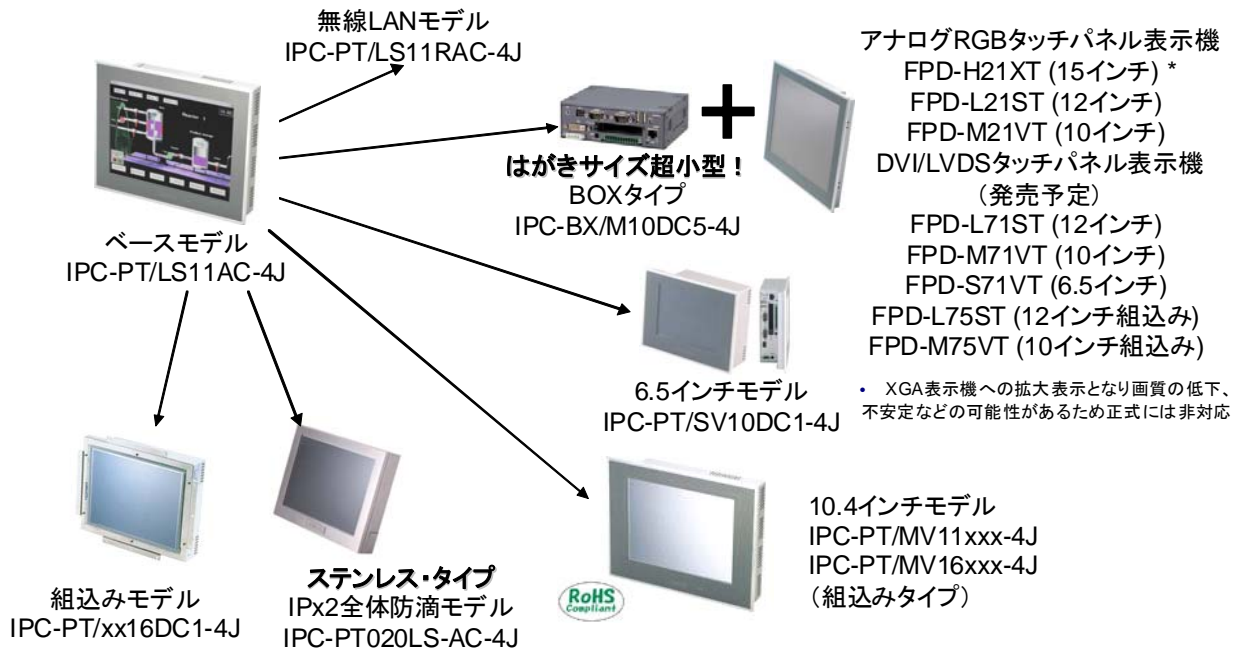 無線LANモデル
IPC-PT/LS11RAC-4J
ベースモデル
IPC-PT/LS11AC-4J
はがきサイズ超小型！
BOXタイプ
IPC-BX/M10DC5-4J
アナログRGBタッチパネル表示機
FPD-H21XT (15インチ) *
FPD-L21ST (12インチ)
FPD-M21VT (10インチ)
DVI/LVDSタッチパネル表示機
（発売予定）
FPD-L71ST (12インチ)
FPD-M71VT (10インチ)
FPD-S71VT (6.5インチ)
FPD-L75ST (12インチ組込み)
FPD-M75VT (10インチ組込み)
• XGA表示機への拡大表示となり画質の低下、
不安定などの可能性があるため正式には非対応
6.5インチモデル
IPC-PT/SV10DC1-4J
組込みモデル
IPC-PT/xx16DC1-4J
ステンレス・タイプ
IPx2全体防滴モデル
IPC-PT020LS-AC-4J
RoHS
Compliant
10.4インチモデル
IPC-PT/MV11xxx-4J
IPC-PT/MV16xxx-4J
（組込みタイプ）